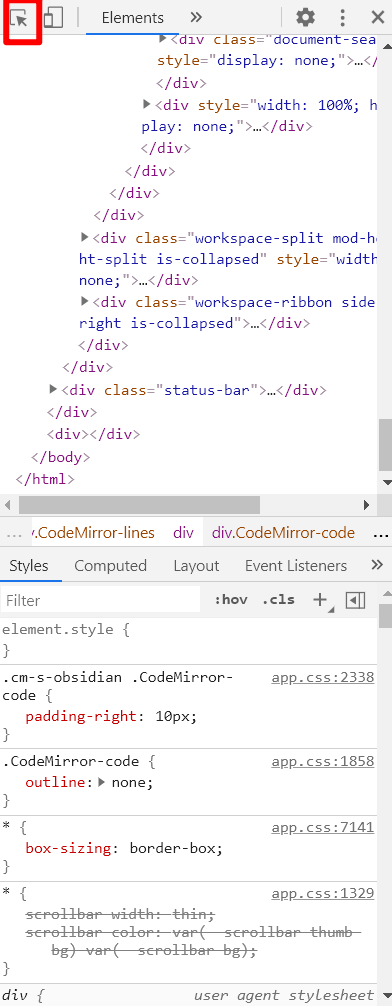 Elements
<div class="document-sea
style="display: none;">…</
</div>
<div style="width: 100%; h
play: none;">…</div>
</div>
</div>
</div>
</div>
<div class="workspace-split mod-ho
ht-split is-collapsed" style="width
none;">…</div>
<div class="workspace-ribbon side
right is-collapsed">…</div>
</div>
</div>
<div class="status-bar">…</div>
</div>
<div></div>
</body>
</html>
... .CodeMirror-lines div div.CodeMirror-code ...
Styles Computed Layout Event Listeners
Filter :hov .cls
element.style {
}
.cm-s-obsidian .CodeMirror- app.css:2338
code {
padding-right: 10px;
}
.CodeMirror-code { app.css:1858
outline: none;
}
* { app.css:7141
box-sizing: border-box;
}
* { app.css:1329
scrollbar width: thin;
scrollbar color: var( scrollbar thumb
bg) var( scrollbar bg);
}
div { user agent stylesheet